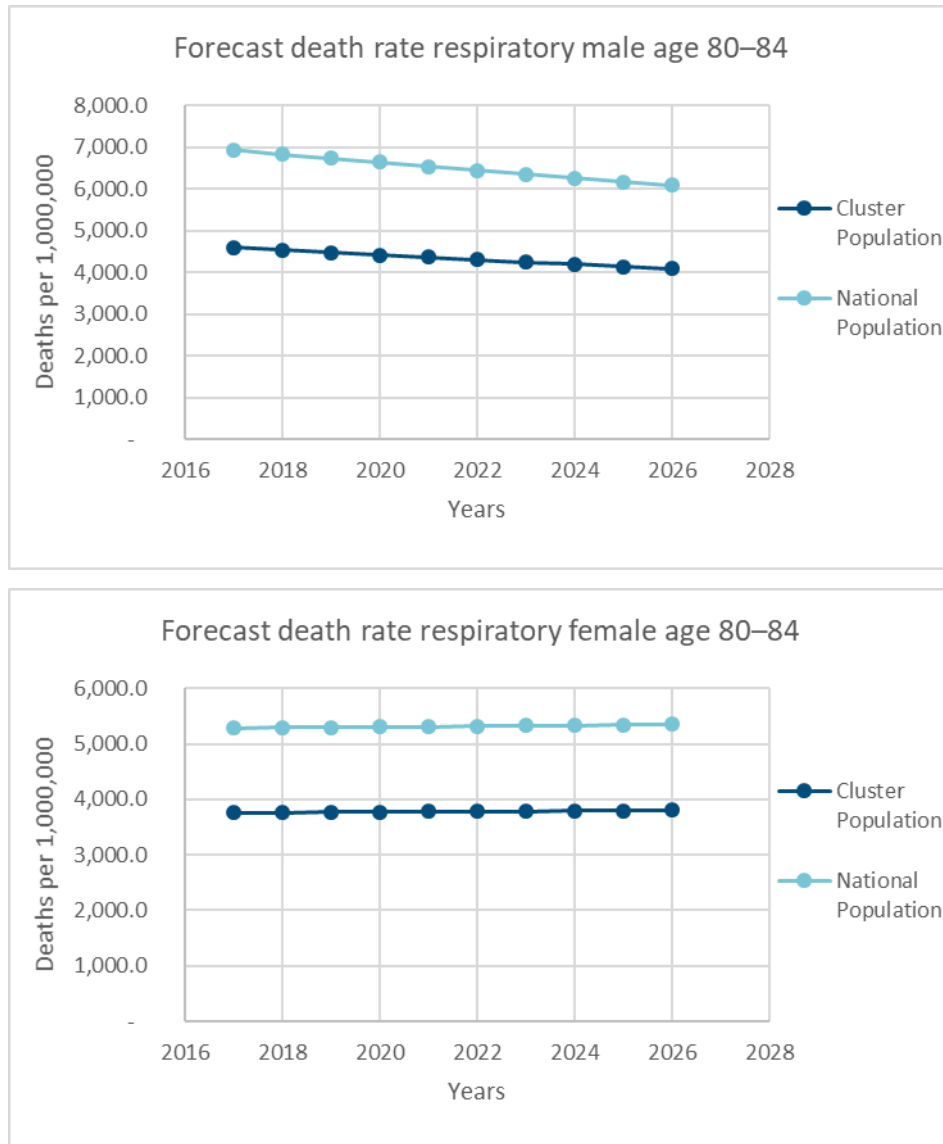 Forecast death rate respiratory male age 80–84
8,000.0
7,000.0
6,000.0
5,000.0
4,000.0
3,000.0
2,000.0
1,000.0
-
Deaths per 1,000,000
2016 2018 2020 2022 2024 2026 2028
Years
Cluster
Population
National
Population
Forecast death rate respiratory female age 80–84
6,000.0
5,000.0
4,000.0
3,000.0
2,000.0
1,000.0
-
Deaths per 1,000,000
2016 2018 2020 2022 2024 2026 2028
Years
Cluster
Population
National
Population